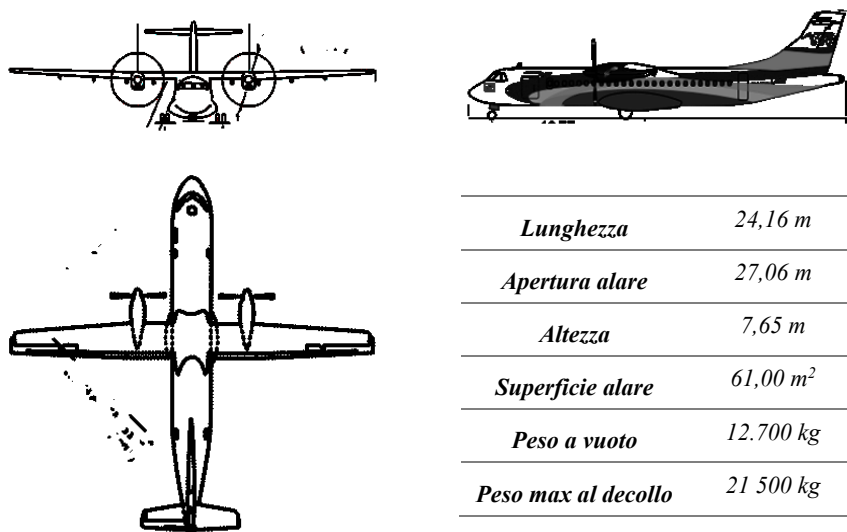 Lunghezza 24,16 m
Apertura alare 27,06 m
Altezza 7,65 m
Superficie alare 61,00 m²
Peso a vuoto 12.700 kg
Peso max al decollo 21 500 kg